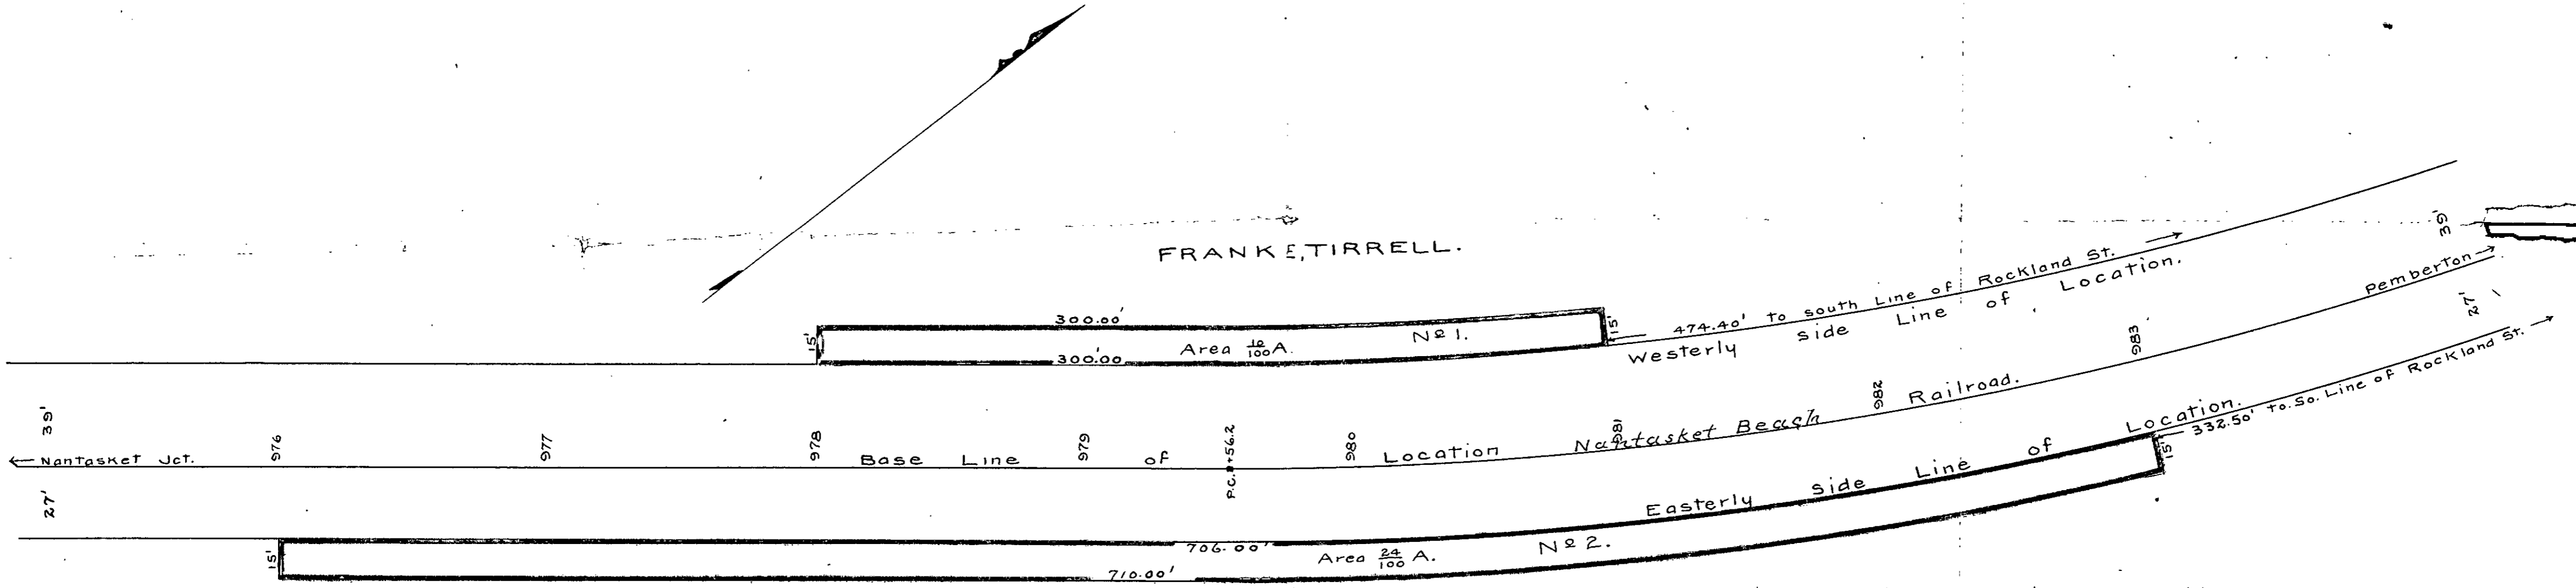 FRANK E, TIRRELL.
300.00'
15'
Area 10/100 A.
Nº 1.
300.00'
15'
474.40' to south Line of Rockland St.
Westerly Side Line of Location.
39'
Pemberton
27'
39'
Nantasket Jct.
27'
976
977
978
979
P.C. + 56.2
980
981
982
983
Base Line of Location Nantasket Beach Railroad.
Easterly Side Line of Location.
332.50' to So. Line of Rockland St.
15'
15'
706.00'
Area 24/100 A.
Nº 2.
710.00'